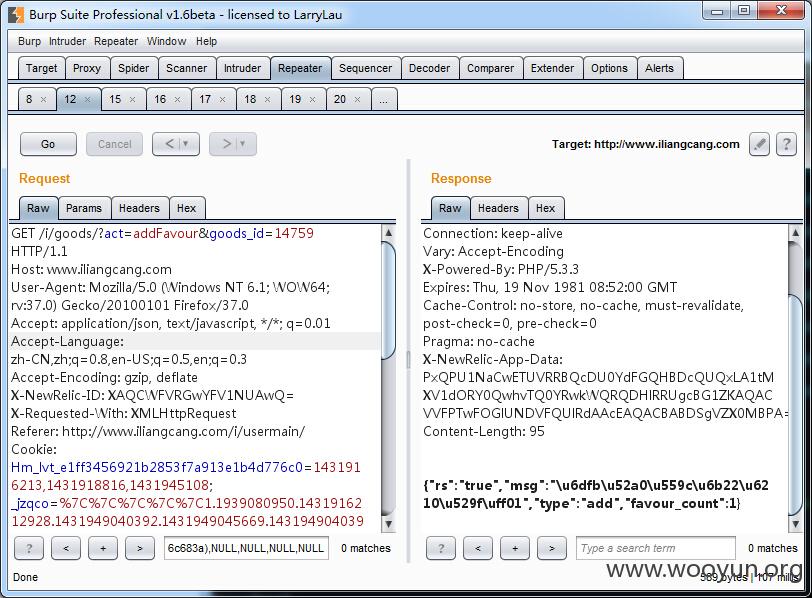 Burp Suite Professional v1.6beta - licensed to LarryLau
Burp Intruder Repeater Window Help
Target Proxy Spider Scanner Intruder Repeater Sequencer Decoder Comparer Extender Options Alerts
8 × 12 × 15 × 16 × 17 × 18 × 19 × 20 × ...
Go Cancel < > Target: http://www.iliangcang.com ?
Request
Raw Params Headers Hex
GET /i/goods/?act=addFavour&goods_id=14759
HTTP/1.1
Host: www.iliangcang.com
User-Agent: Mozilla/5.0 (Windows NT 6.1; WOW64;
rv:37.0) Gecko/20100101 Firefox/37.0
Accept: application/json, text/javascript, */*; q=0.01
Accept-Language:
zh-CN,zh;q=0.8,en-US;q=0.5,en;q=0.3
Accept-Encoding: gzip, deflate
X-NewRelic-ID: XAQCWFVRGwYFV1NUAwQ=
X-Requested-With: XMLHttpRequest
Referer: http://www.iliangcang.com/i/usermain/
Cookie:
Hm_lvt_e1ff3456921b2853f7a913e1b4d776c0=1431916213,1431918816,1431945108;
_jzqco=%7C%7C%7C%7C%7C1.1939080950.1431916212928.1431949040392.1431949045669.143194904039
? < + > 6c683a),NULL,NULL,NULL,NULL 0 matches
Response
Raw Headers Hex
Connection: keep-alive
Vary: Accept-Encoding
X-Powered-By: PHP/5.3.3
Expires: Thu, 19 Nov 1981 08:52:00 GMT
Cache-Control: no-store, no-cache, must-revalidate,
post-check=0, pre-check=0
Pragma: no-cache
X-NewRelic-App-Data:
PxQPU1NaCwETUVRRBQcDU0YdFGQHBDcQUQxLA1tM
XV1dORY0QwhvTQ0YRwkWQRQDHlRRUgcBG1ZKAQAC
VVFPTwFOGlUNDVFQUlRdAAcEAQACBABDSgVZX0MBPA=
Content-Length: 95
{"rs":"true","msg":"\u6dfb\u52a0\u559c\u6b22\u6210\u529f\uff01","type":"add","favour_count":1}
? < + > Type a search term 0 matches
Done
589 bytes | 107 millis
www.wooyun.org